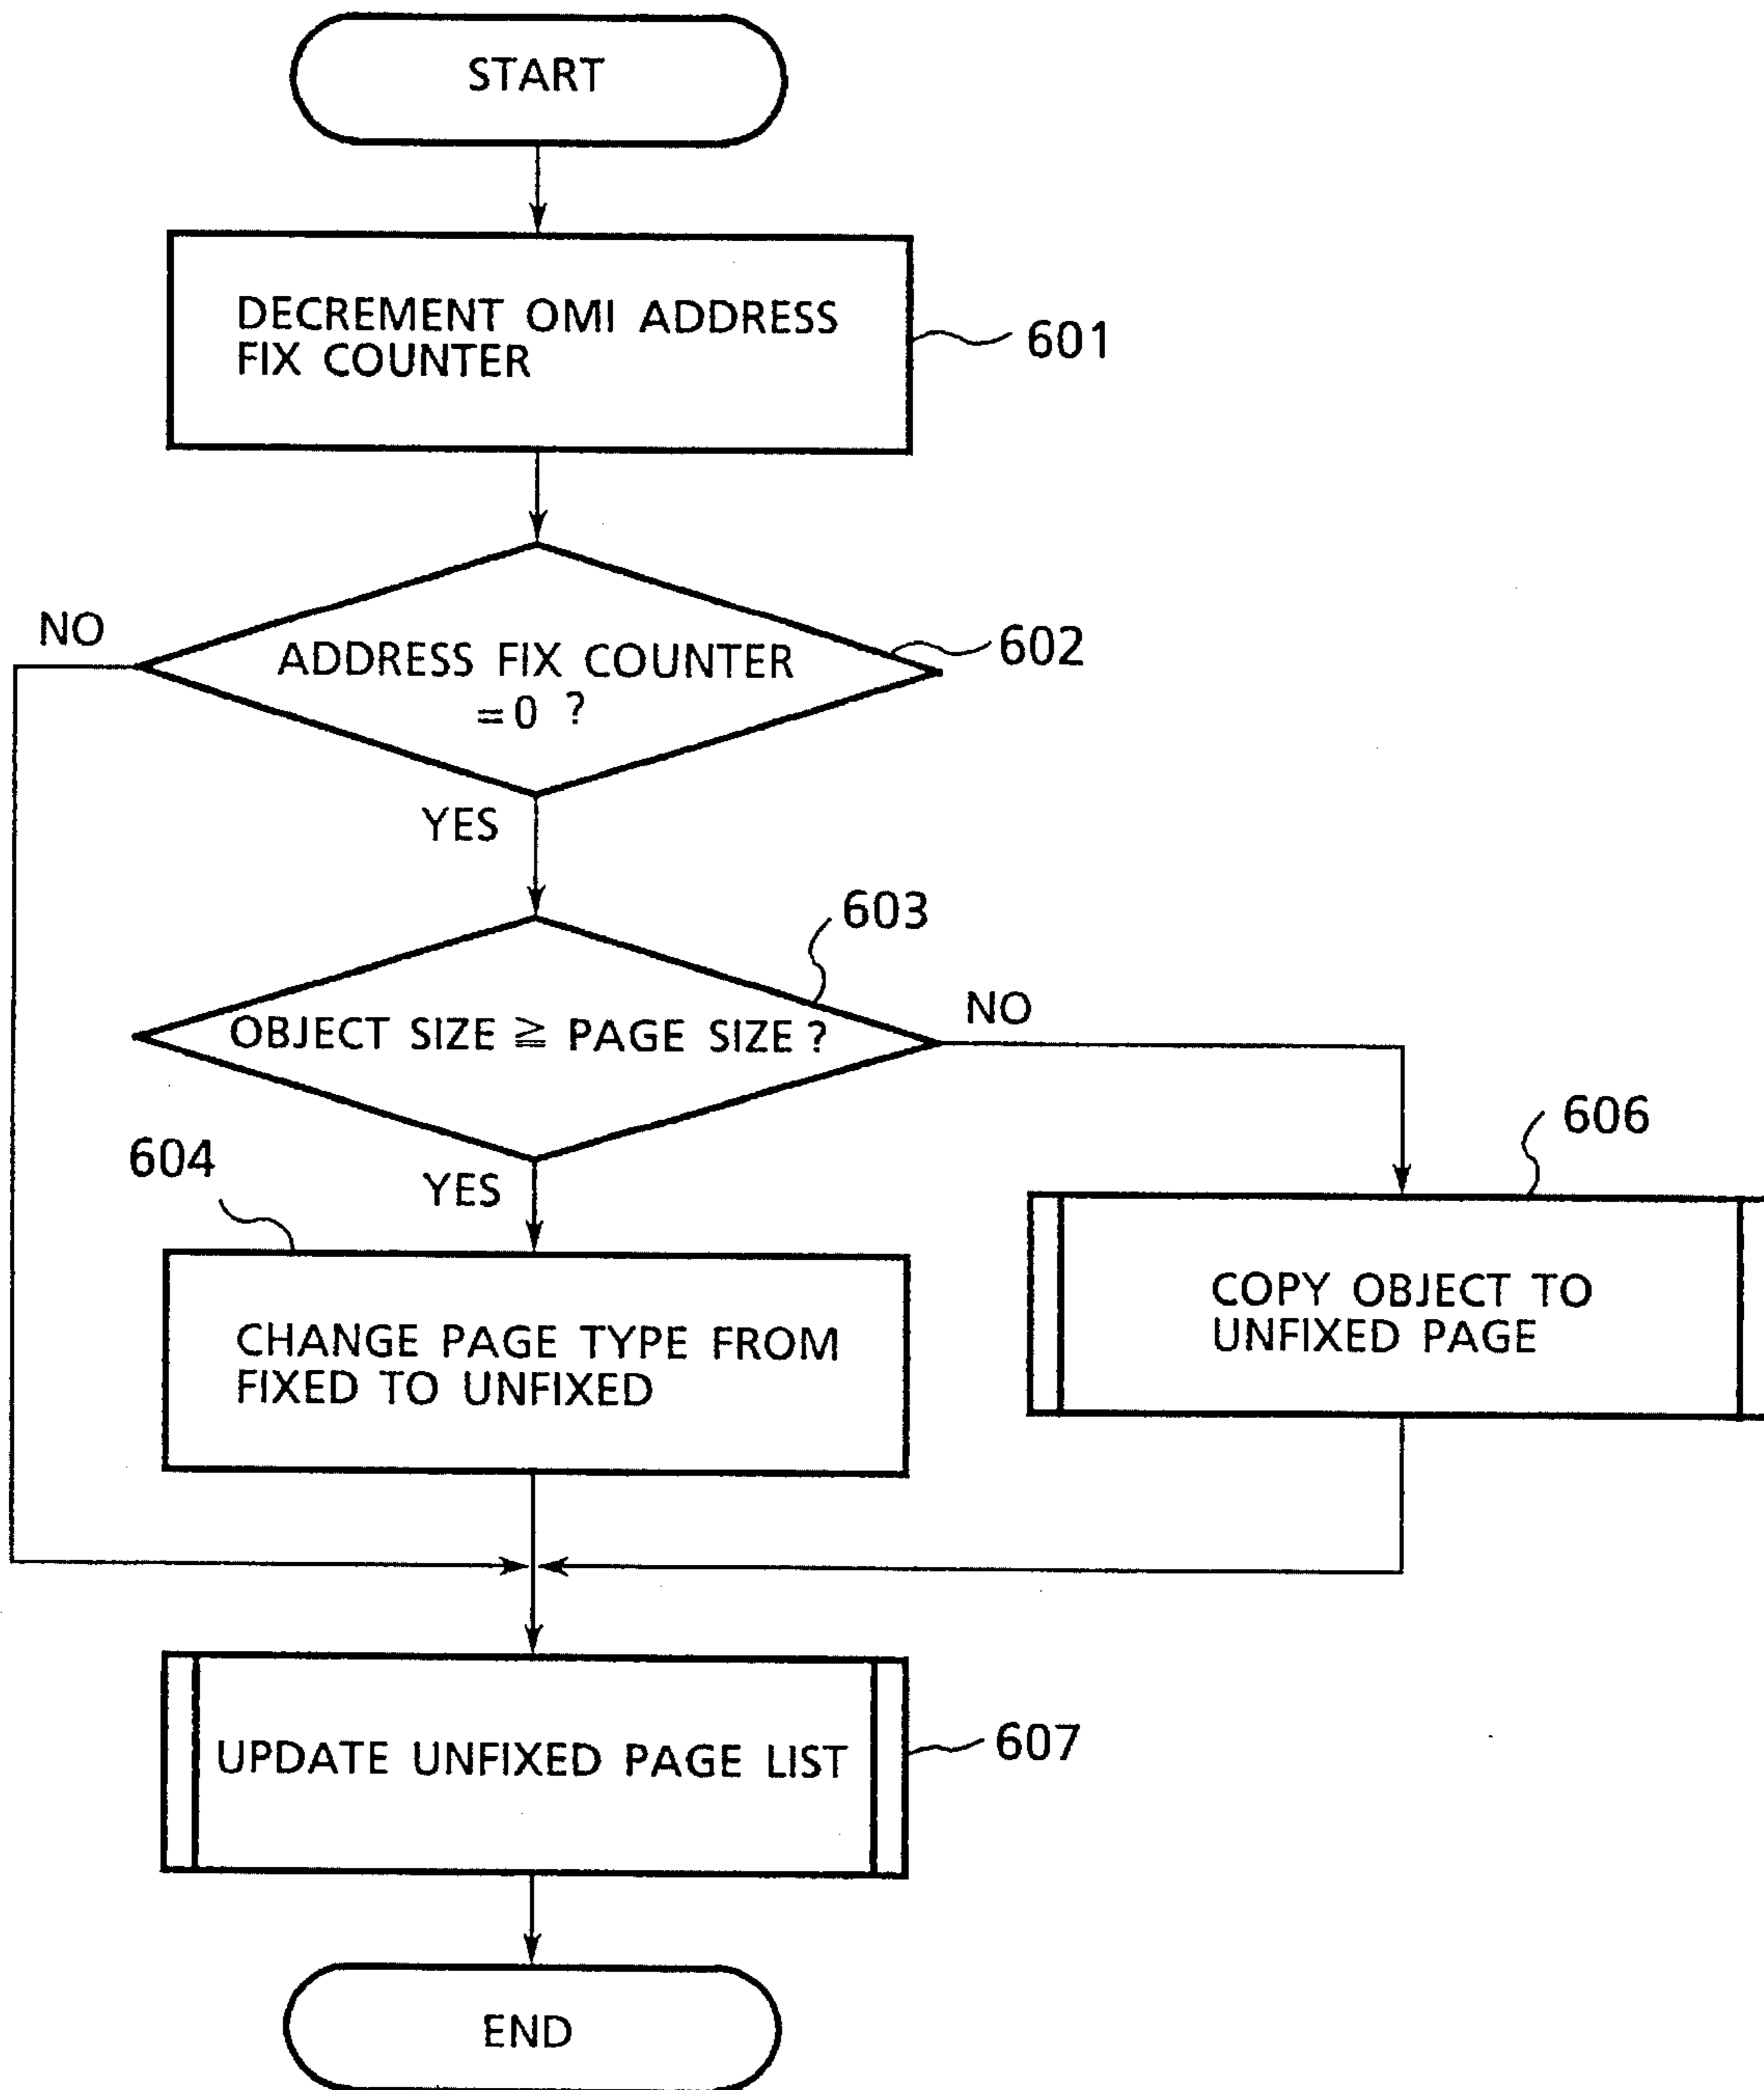 START
DECREMENT OMI ADDRESS
FIX COUNTER
601
NO
ADDRESS FIX COUNTER
=0 ?
602
YES
603
OBJECT SIZE ≧ PAGE SIZE ?
NO
604
YES
606
CHANGE PAGE TYPE FROM
FIXED TO UNFIXED
COPY OBJECT TO
UNFIXED PAGE
UPDATE UNFIXED PAGE LIST
607
END